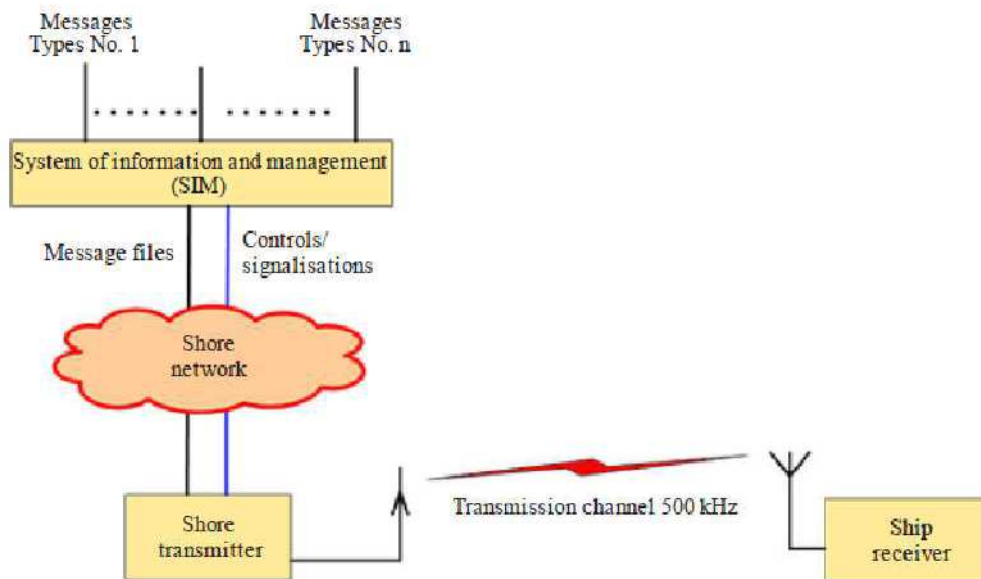 Messages
Types No. 1
Messages
Types No. n
System of information and management
(SIM)
Message files
Controls/
signalisations
Shore
network
Shore
transmitter
Transmission channel 500 kHz
Ship
receiver